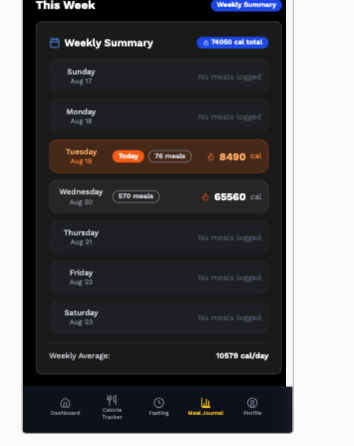 This Week
Weekly Summary
Weekly Summary
74050 cal total
Sunday
Aug 17
No meals logged
Monday
Aug 18
No meals logged
Tuesday
Aug 19
Today
76 meals
8490 cal
Wednesday
Aug 20
570 meals
65560 cal
Thursday
Aug 21
No meals logged
Friday
Aug 22
No meals logged
Saturday
Aug 23
No meals logged
Weekly Average:
10579 cal/day
Dashboard
Calorie
Tracker
Fasting
Meal Journal
Profile